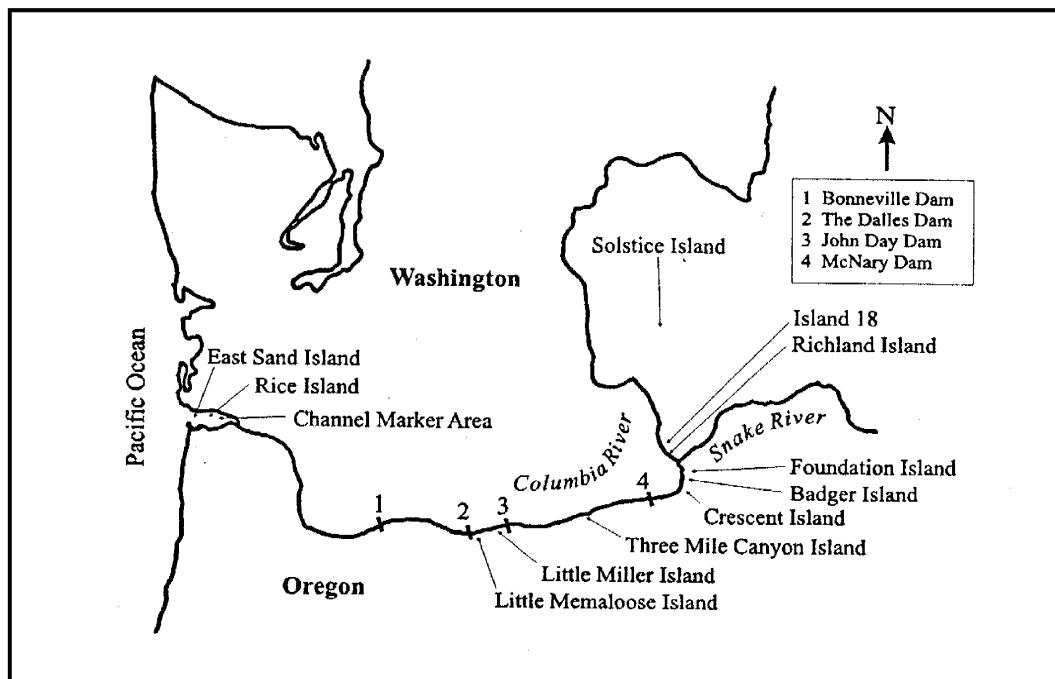 N
1 Bonneville Dam
2 The Dalles Dam
3 John Day Dam
4 McNary Dam
Solstice Island
Washington
Island 18
Richland Island
East Sand Island
Rice Island
Channel Marker Area
Pacific Ocean
Columbia River
Snake River
Foundation Island
Badger Island
Crescent Island
1
2
3
4
Three Mile Canyon Island
Little Miller Island
Little Memaloose Island
Oregon